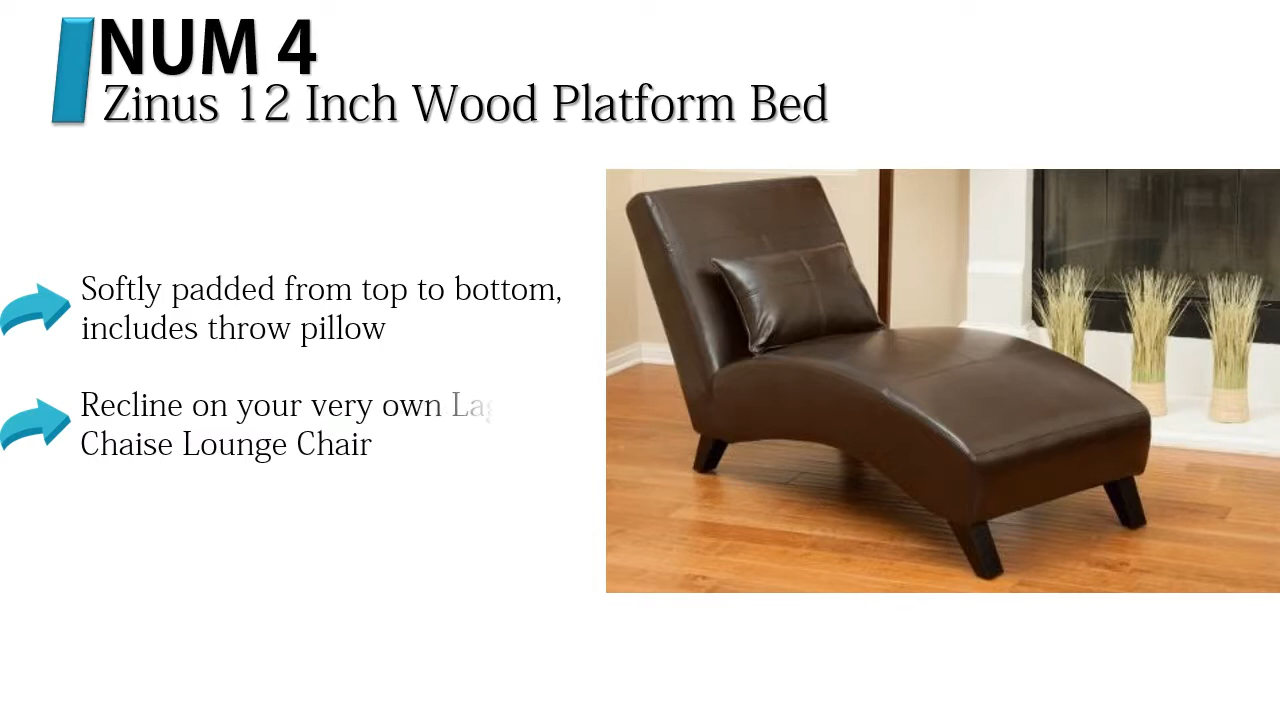 NUM 4
Zinus 12 Inch Wood Platform Bed
Softly padded from top to bottom,
includes throw pillow
Recline on your very own
Chaise Lounge Chair